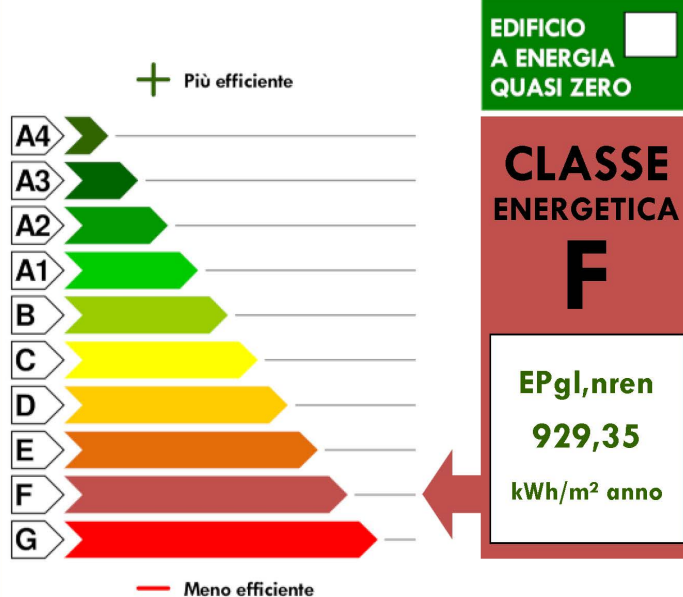 EDIFICIO
A ENERGIA
QUASI ZERO
Più efficiente
A4
A3
A2
A1
B
C
D
E
F
G
Meno efficiente
CLASSE
ENERGETICA
F
EPgl,nren
929,35
kWh/m² anno